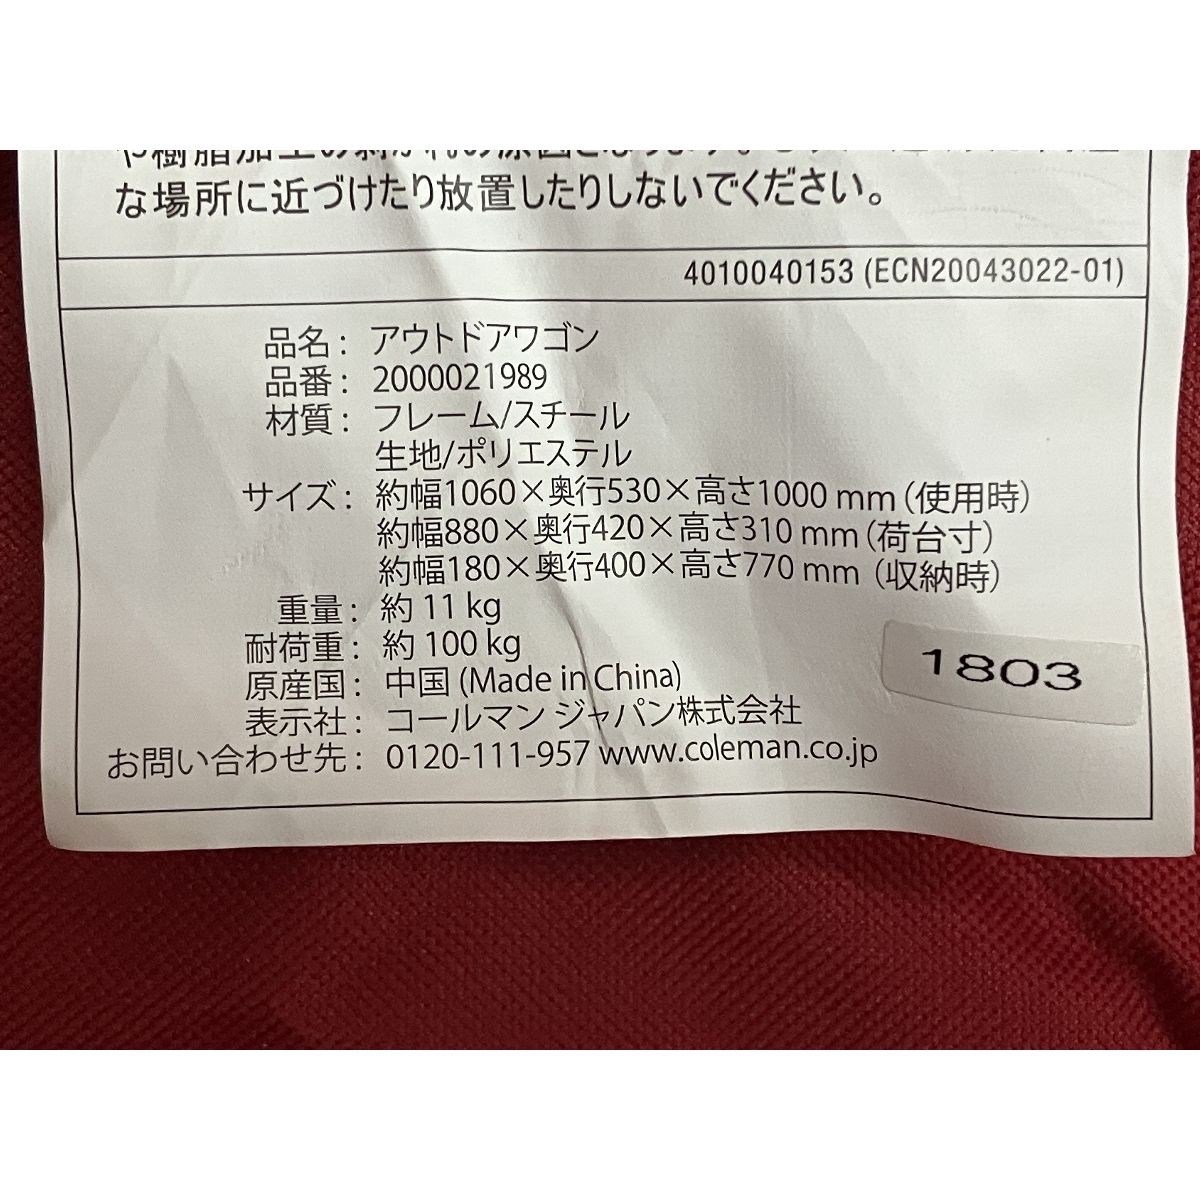 な場所に近づけたり放置したりしないでください。
4010040153 (ECN20043022-01)
品名： アウトドアワゴン
品番： 2000021989
材質： フレーム/スチール
生地/ポリエステル
サイズ： 約幅1060×奥行530×高さ1000 mm（使用時）
約幅880×奥行420×高さ310 mm（荷台寸）
約幅180×奥行400×高さ770 mm（収納時）
重量： 約 11 kg
耐荷重： 約 100 kg
1803
原産国： 中国 (Made in China)
表示社： コールマン ジャパン株式会社
お問い合わせ先： 0120-111-957 www.coleman.co.jp